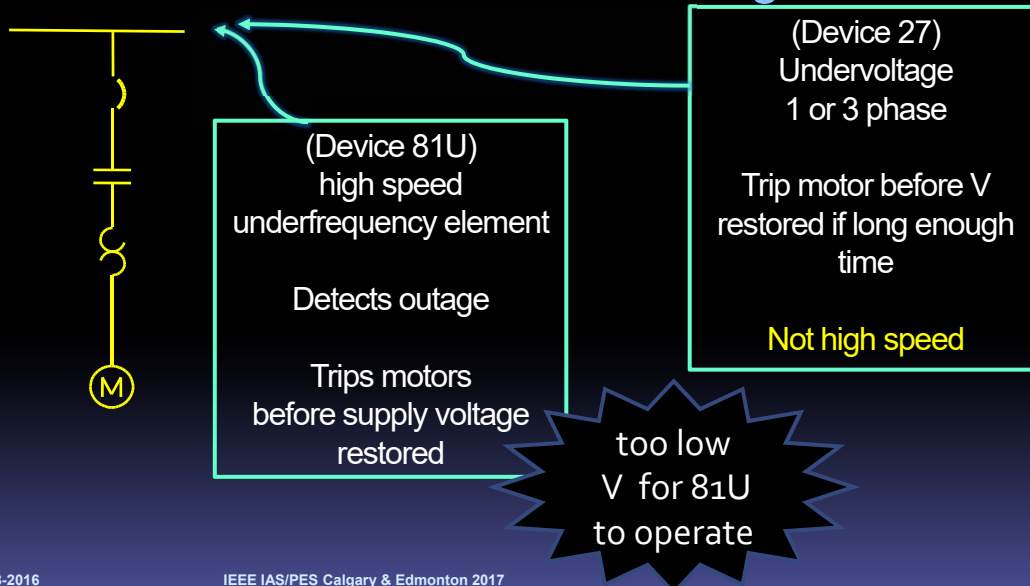 (Device 27)
Undervoltage
1 or 3 phase
Trip motor before V
restored if long enough
time
Not high speed
(Device 81U)
high speed
underfrequency element
Detects outage
Trips motors
before supply voltage
restored
M
too low
V for 81U
to operate
-2016
IEEE IAS/PES Calgary & Edmonton 2017